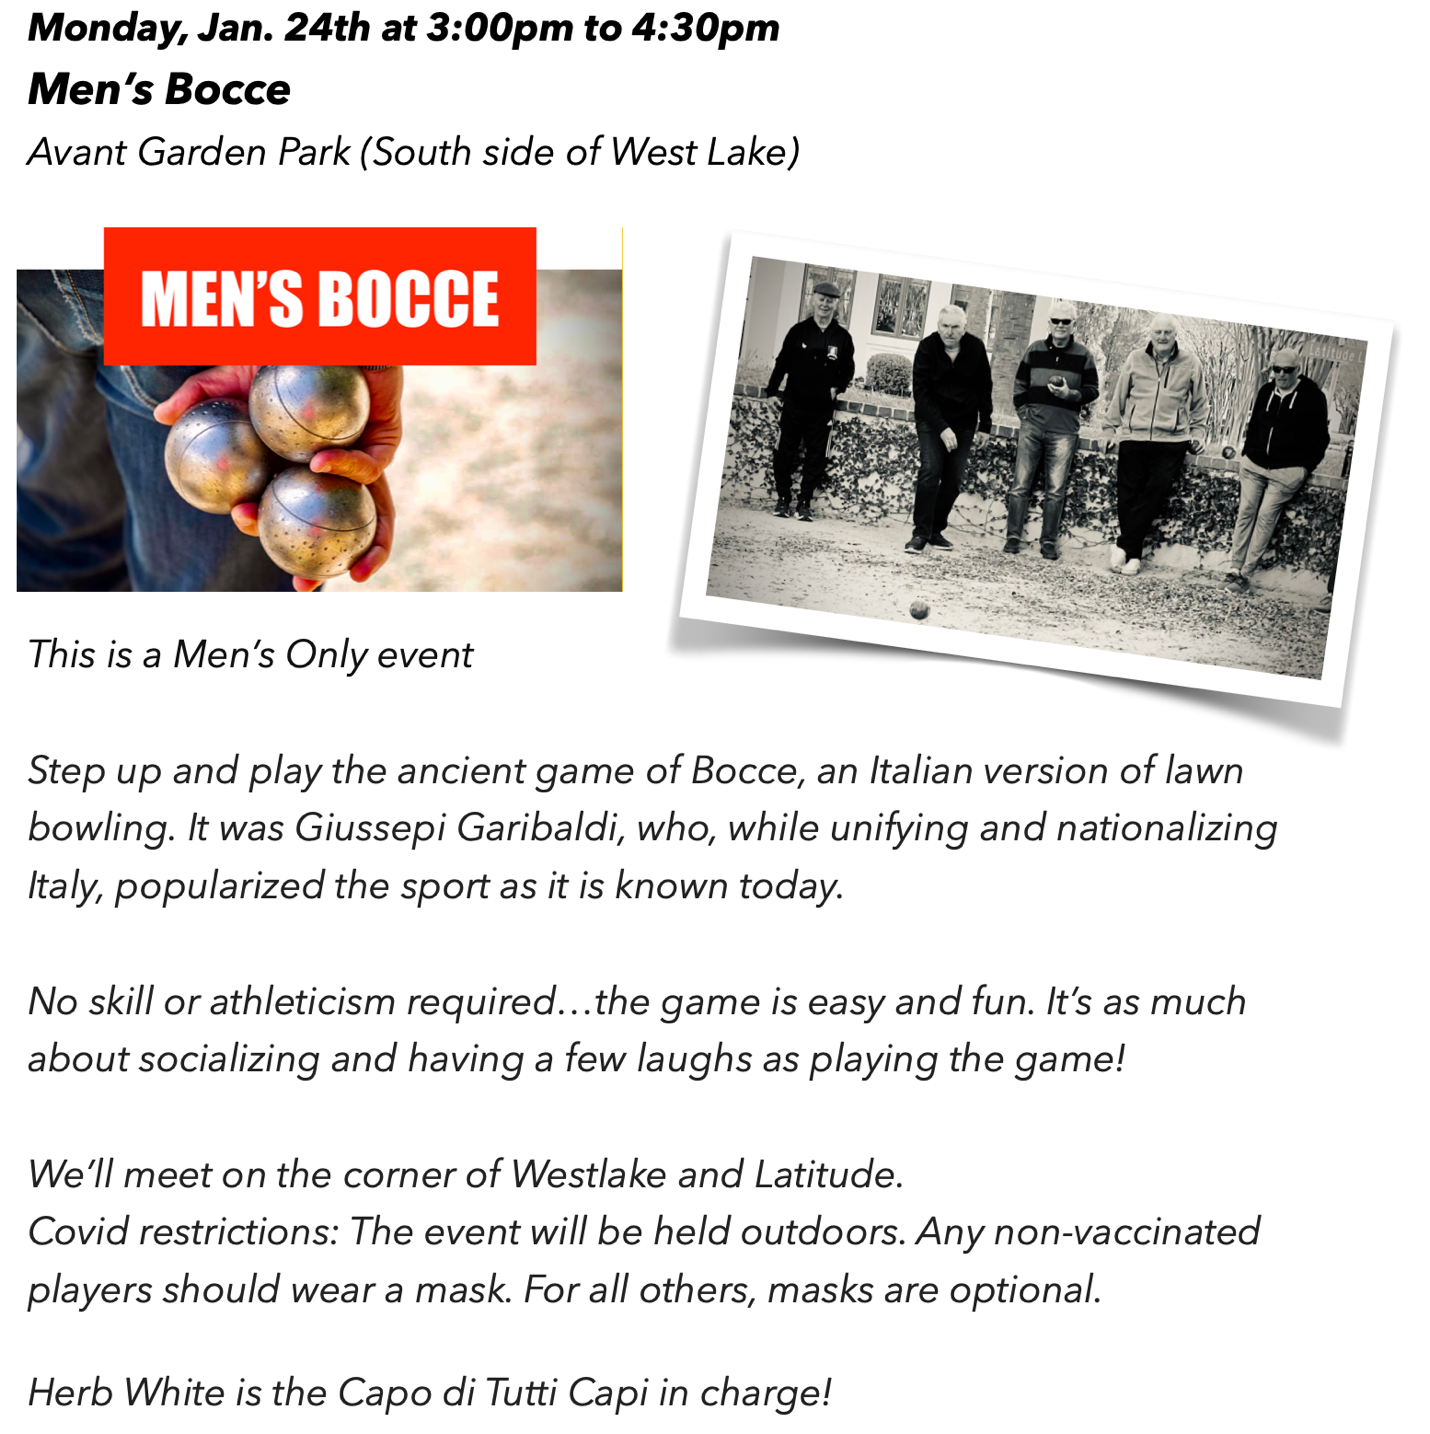 Monday, Jan. 24th at 3:00pm to 4:30pm
Men’s Bocce
Avant Garden Park (South side of West Lake)
MEN’S BOCCE
Latitude L
This is a Men’s Only event
Step up and play the ancient game of Bocce, an Italian version of lawn
bowling. It was Giussepi Garibaldi, who, while unifying and nationalizing
Italy, popularized the sport as it is known today.
No skill or athleticism required…the game is easy and fun. It’s as much
about socializing and having a few laughs as playing the game!
We’ll meet on the corner of Westlake and Latitude.
Covid restrictions: The event will be held outdoors. Any non-vaccinated
players should wear a mask. For all others, masks are optional.
Herb White is the Capo di Tutti Capi in charge!